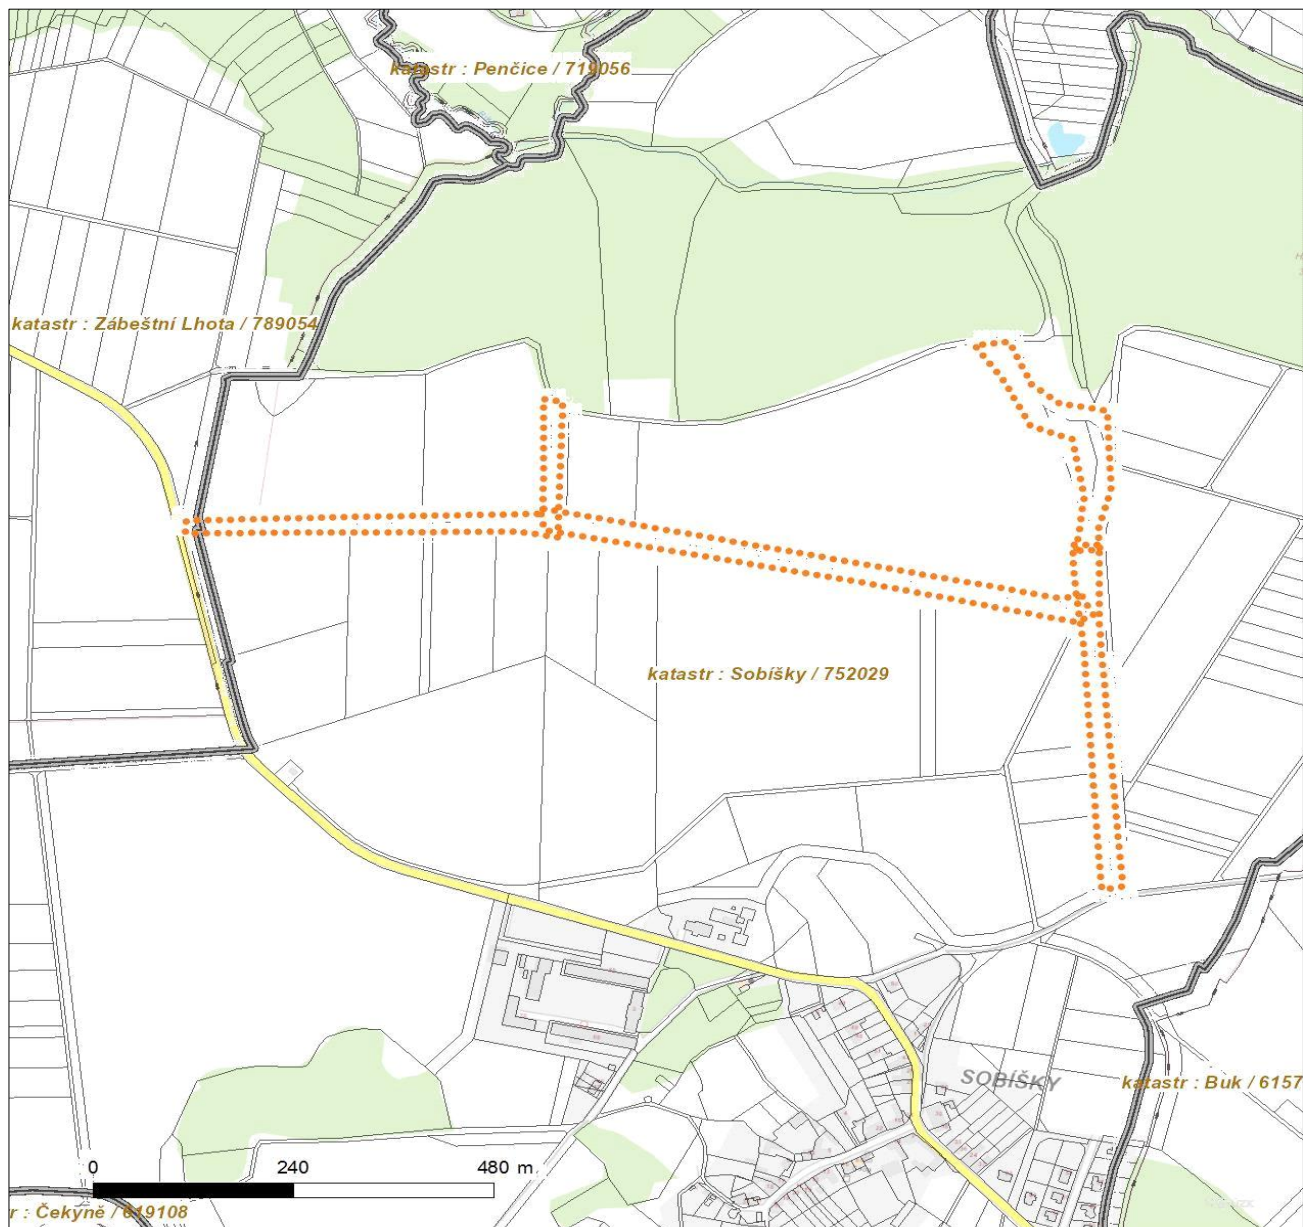 katastr : Penčice / 719056
katastr : Zábeštní Lhota / 789054
katastr : Sobíšky / 752029
SOBÍŠKY
katastr : Buk / 6157
0 240 480 m
r : Čekyně / 619108